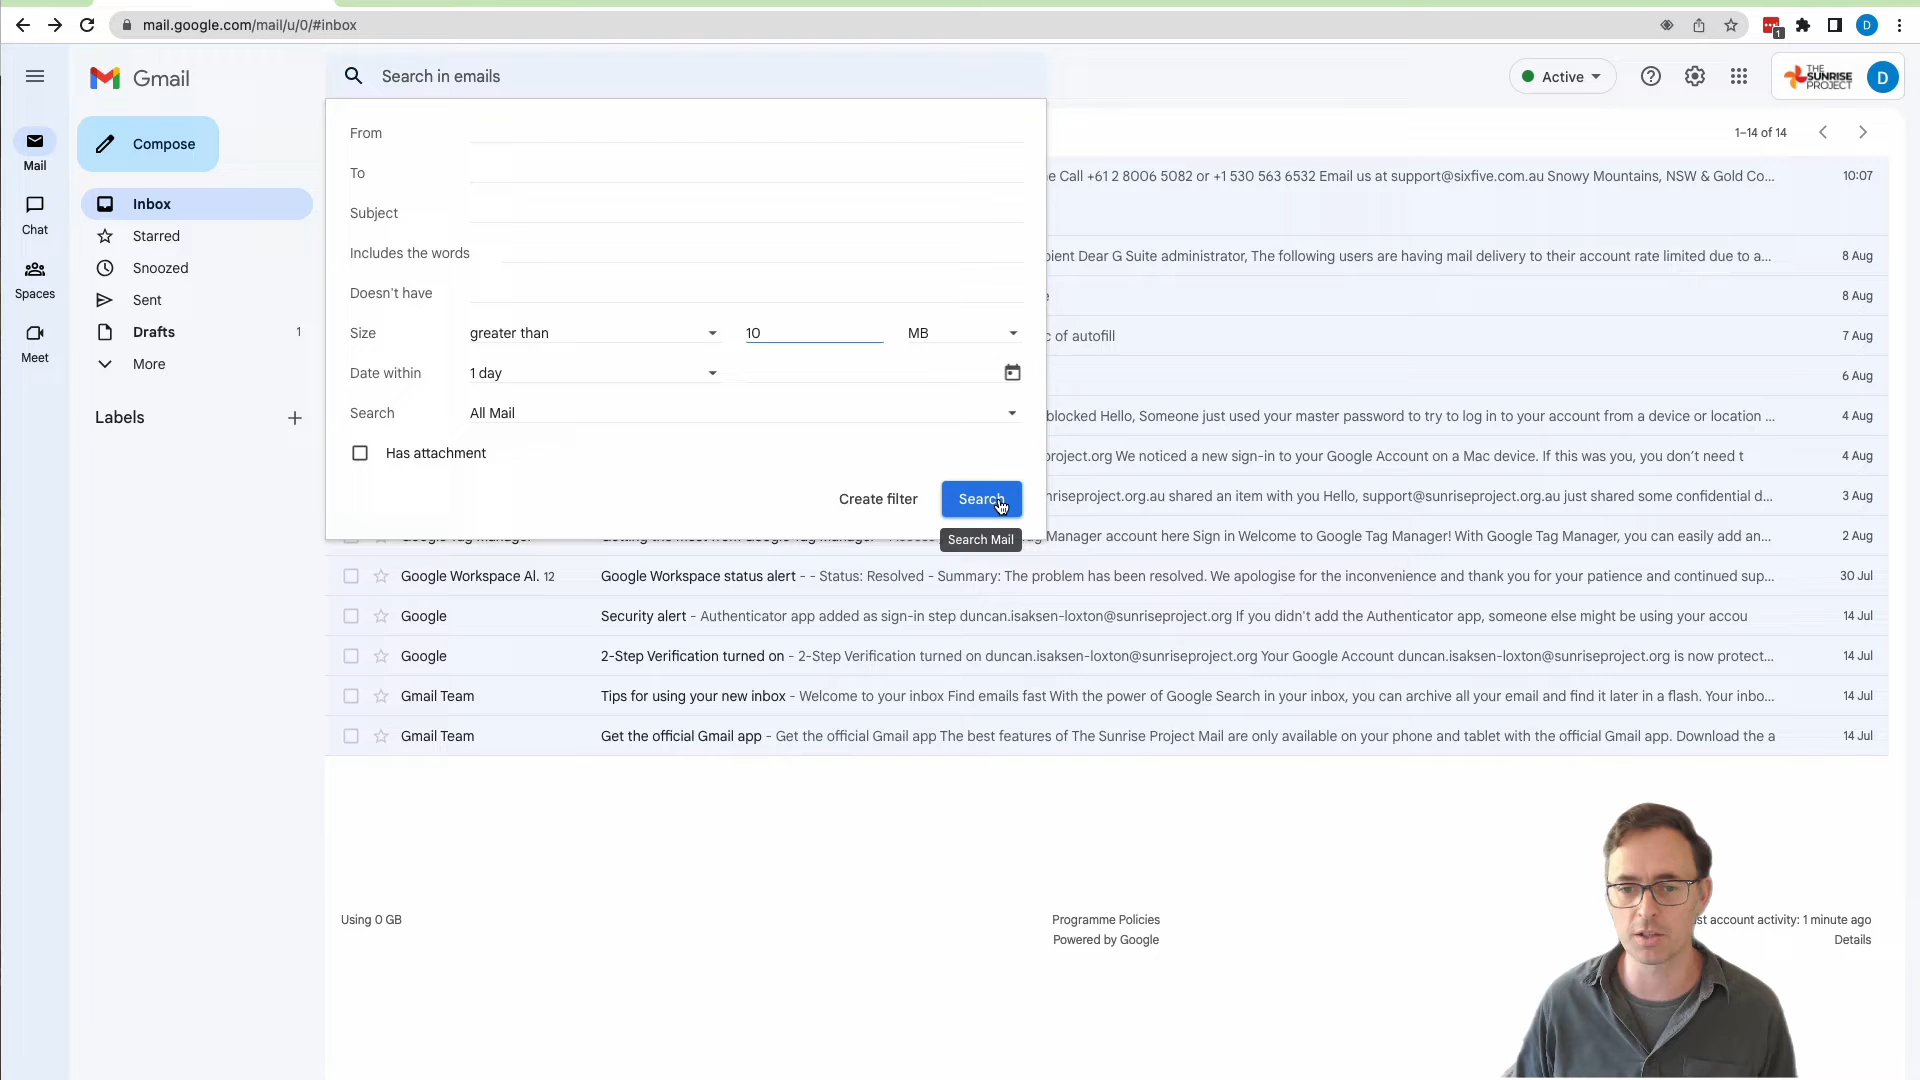 mail.google.com/mail/u/0/#inbox
1
D
Gmail
Search in emails
Active
THE
SUNRISE
PROJECT
D
Compose
Mail
Chat
Spaces
Meet
Inbox
Starred
Snoozed
Sent
Drafts 1
More
Labels
From
To
Subject
Includes the words
Doesn't have
Size greater than 10 MB
Date within 1 day
Search All Mail
Has attachment
Create filter Search
Search Mail
1–14 of 14
Call +61 2 8006 5082 or +1 530 563 6532 Email us at support@sixfive.com.au Snowy Mountains, NSW & Gold Co... 10:07
Dear G Suite administrator, The following users are having mail delivery to their account rate limited due to a... 8 Aug
8 Aug
of autofill 7 Aug
6 Aug
blocked Hello, Someone just used your master password to try to log in to your account from a device or location ... 4 Aug
roject.org We noticed a new sign-in to your Google Account on a Mac device. If this was you, you don't need t 4 Aug
nriseproject.org.au shared an item with you Hello, support@sunriseproject.org.au just shared some confidential d... 3 Aug
Manager account here Sign in Welcome to Google Tag Manager! With Google Tag Manager, you can easily add an... 2 Aug
Google Workspace Al. 12 Google Workspace status alert - - Status: Resolved - Summary: The problem has been resolved. We apologise for the inconvenience and thank you for your patience and continued sup... 30 Jul
Google Security alert - Authenticator app added as sign-in step duncan.isaksen-loxton@sunriseproject.org If you didn't add the Authenticator app, someone else might be using your accou 14 Jul
Google 2-Step Verification turned on - 2-Step Verification turned on duncan.isaksen-loxton@sunriseproject.org Your Google Account duncan.isaksen-loxton@sunriseproject.org is now protect... 14 Jul
Gmail Team Tips for using your new inbox - Welcome to your inbox Find emails fast With the power of Google Search in your inbox, you can archive all your email and find it later in a flash. Your inbo... 14 Jul
Gmail Team Get the official Gmail app - Get the official Gmail app The best features of The Sunrise Project Mail are only available on your phone and tablet with the official Gmail app. Download the a 14 Jul
Using 0 GB
Programme Policies
Powered by Google
st account activity: 1 minute ago
Details